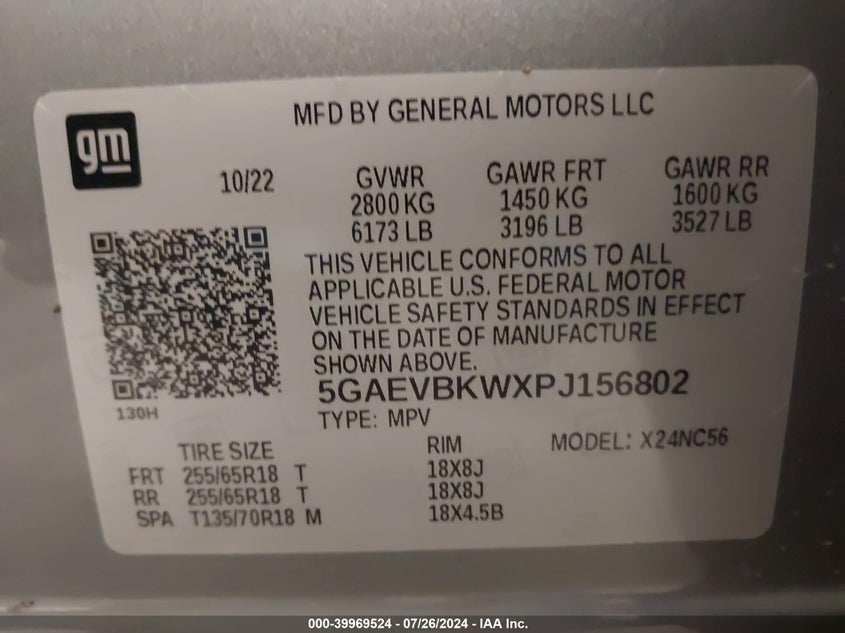 gm
MFD BY GENERAL MOTORS LLC
10/22
GVWR GAWR FRT GAWR RR
2800 KG 1450 KG 1600 KG
6173 LB 3196 LB 3527 LB
THIS VEHICLE CONFORMS TO ALL
APPLICABLE U.S. FEDERAL MOTOR
VEHICLE SAFETY STANDARDS IN EFFECT
ON THE DATE OF MANUFACTURE
SHOWN ABOVE.
5GAEVBKWXPJ156802
130H
TYPE: MPV
TIRE SIZE RIM MODEL: X24NC56
FRT 255/65R18 T 18X8J
RR 255/65R18 T 18X8J
SPA T135/70R18 M 18X4.5B
000-39969524 - 07/26/2024 - IAA Inc.